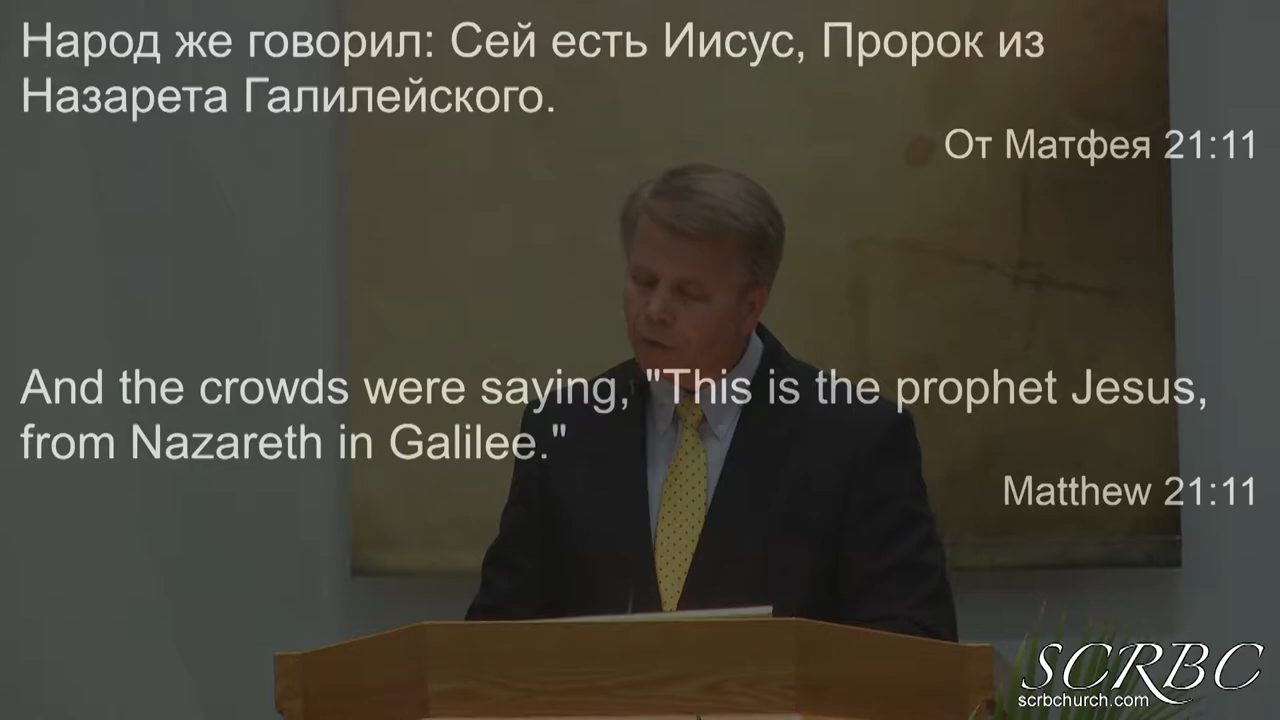 Народ же говорил: Сей есть Иисус, Пророк из
Назарета Галилейского.
От Матфея 21:11
And the crowds were saying, "This is the prophet Jesus,
from Nazareth in Galilee."
Matthew 21:11
SCRBC
scrbchurch.com